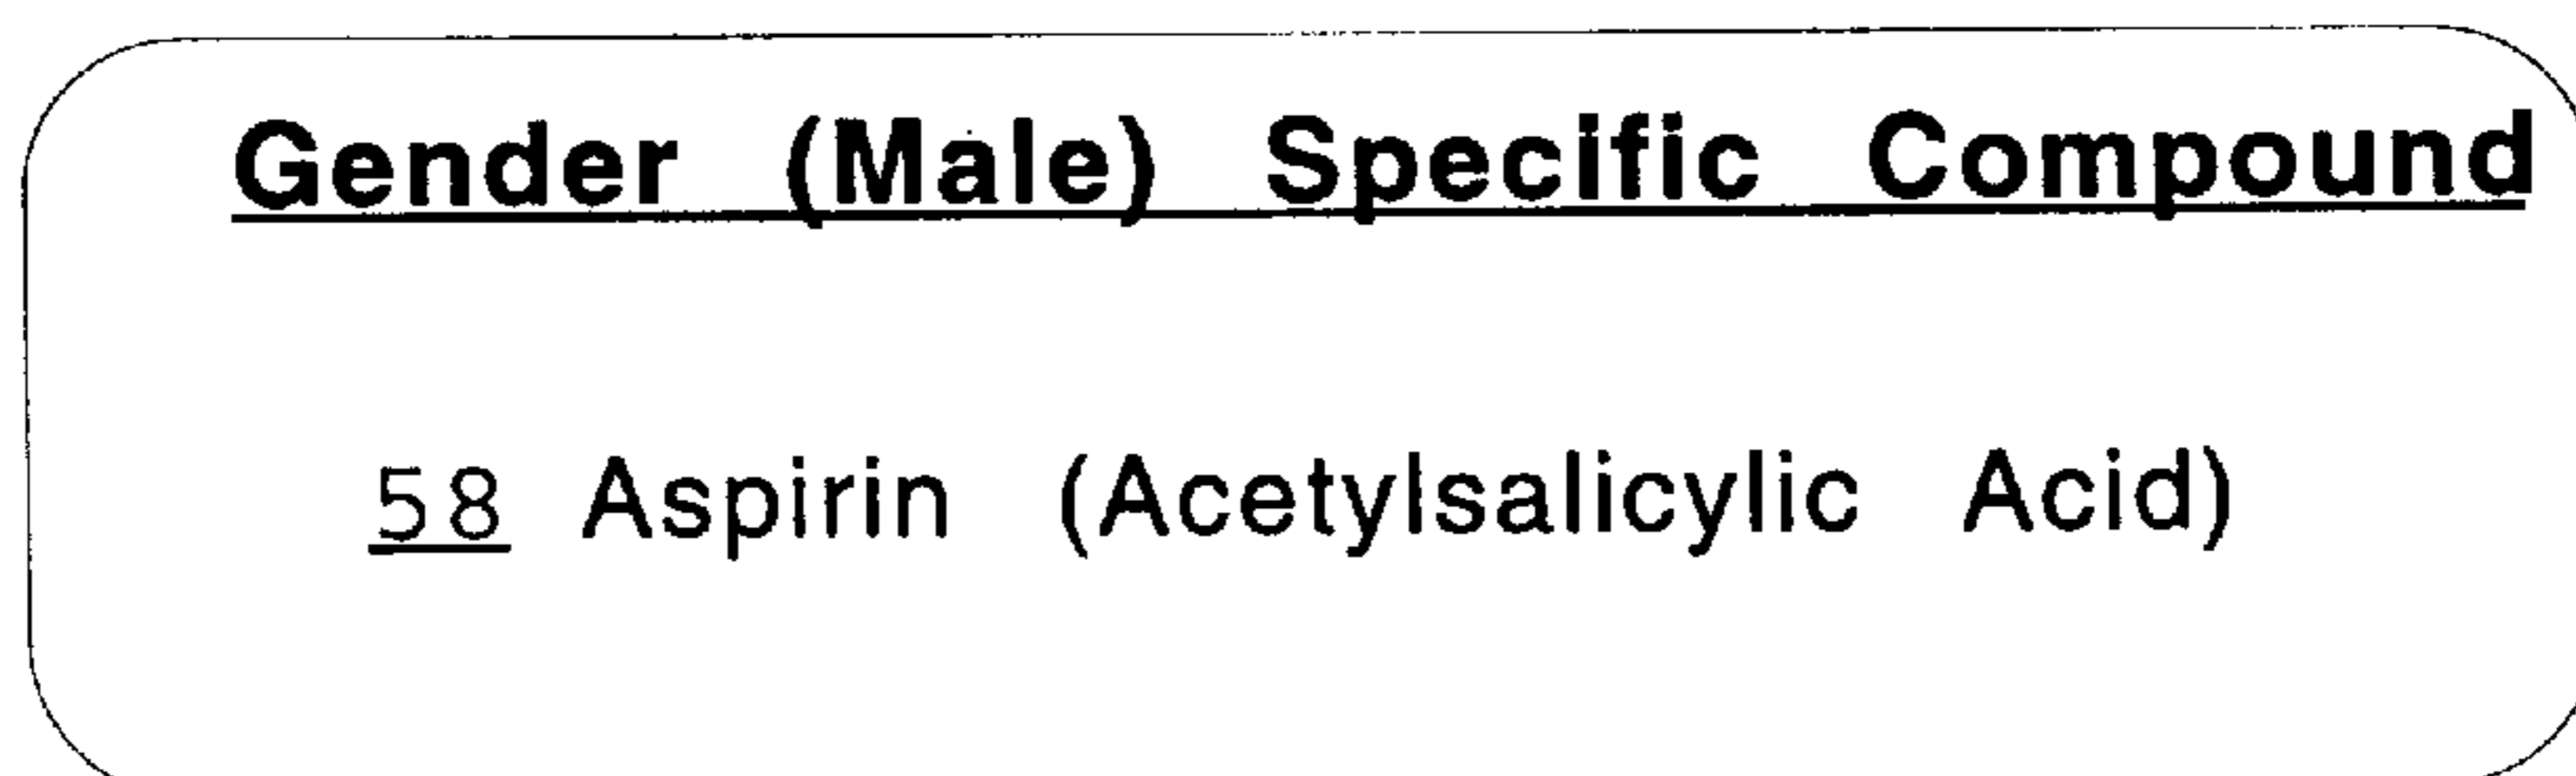 Gender (Male) Specific Compound
58 Aspirin (Acetylsalicylic Acid)